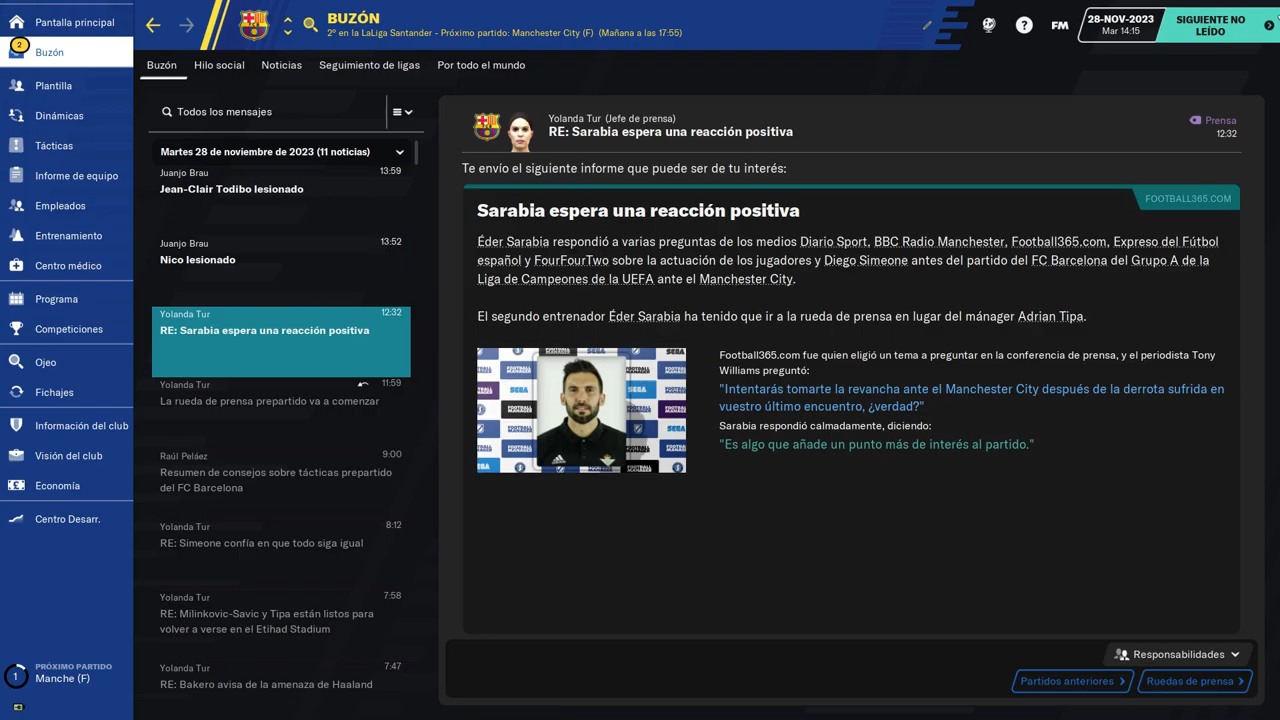 Pantalla principal
2
Buzón
Plantilla
Dinámicas
Tácticas
Informe de equipo
Empleados
Entrenamiento
Centro médico
Programa
Competiciones
Ojeo
Fichajes
Información del club
Visión del club
Economía
Centro Desarr.
1
PRÓXIMO PARTIDO
Manche (F)
BUZÓN
2º en la LaLiga Santander - Próximo partido: Manchester City (F) (Mañana a las 17:55)
?
FM
28-NOV-2023
Mar 14:15
SIGUIENTE NO
LEÍDO
Buzón Hilo social Noticias Seguimiento de ligas Por todo el mundo
Todos los mensajes
Martes 28 de noviembre de 2023 (11 noticias)
Juanjo Brau 13:59
Jean-Clair Todibo lesionado
Juanjo Brau 13:52
Nico lesionado
Yolanda Tur 12:32
RE: Sarabia espera una reacción positiva
Yolanda Tur 11:59
La rueda de prensa prepartido va a comenzar
Raúl Peláez 9:00
Resumen de consejos sobre tácticas prepartido
del FC Barcelona
Yolanda Tur 8:12
RE: Simeone confía en que todo siga igual
Yolanda Tur 7:58
RE: Milinkovic-Savic y Tipa están listos para
volver a verse en el Etihad Stadium
Yolanda Tur 7:47
RE: Bakero avisa de la amenaza de Haaland
Yolanda Tur (Jefe de prensa)
RE: Sarabia espera una reacción positiva
Prensa
12:32
Te envío el siguiente informe que puede ser de tu interés:
FOOTBALL365.COM
Sarabia espera una reacción positiva
Éder Sarabia respondió a varias preguntas de los medios Diario Sport, BBC Radio Manchester, Football365.com, Expreso del Fútbol
español y FourFourTwo sobre la actuación de los jugadores y Diego Simeone antes del partido del FC Barcelona del Grupo A de la
Liga de Campeones de la UEFA ante el Manchester City.
El segundo entrenador Éder Sarabia ha tenido que ir a la rueda de prensa en lugar del mánager Adrian Tipa.
Football365.com fue quien eligió un tema a preguntar en la conferencia de prensa, y el periodista Tony
Williams preguntó:
"Intentarás tomarte la revancha ante el Manchester City después de la derrota sufrida en
vuestro último encuentro, ¿verdad?"
Sarabia respondió calmadamente, diciendo:
"Es algo que añade un punto más de interés al partido."
SEGA
Responsabilidades
Partidos anteriores
Ruedas de prensa